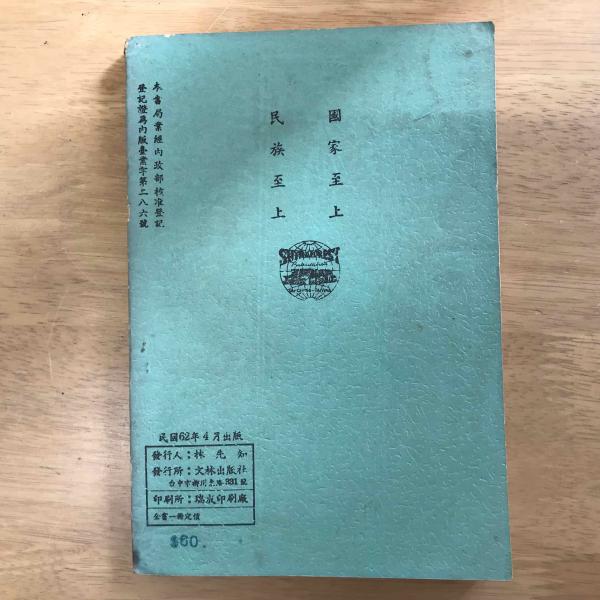 國家至上
民族至上
本書局業經內政部核准登記
登記證爲內版臺業字第二八六號
民國62年4月出版
發行人：林先知
發行所：文林出版社
台中市柳川東路331號
印刷所：瑞成印刷廠
全書一冊定價
$60.